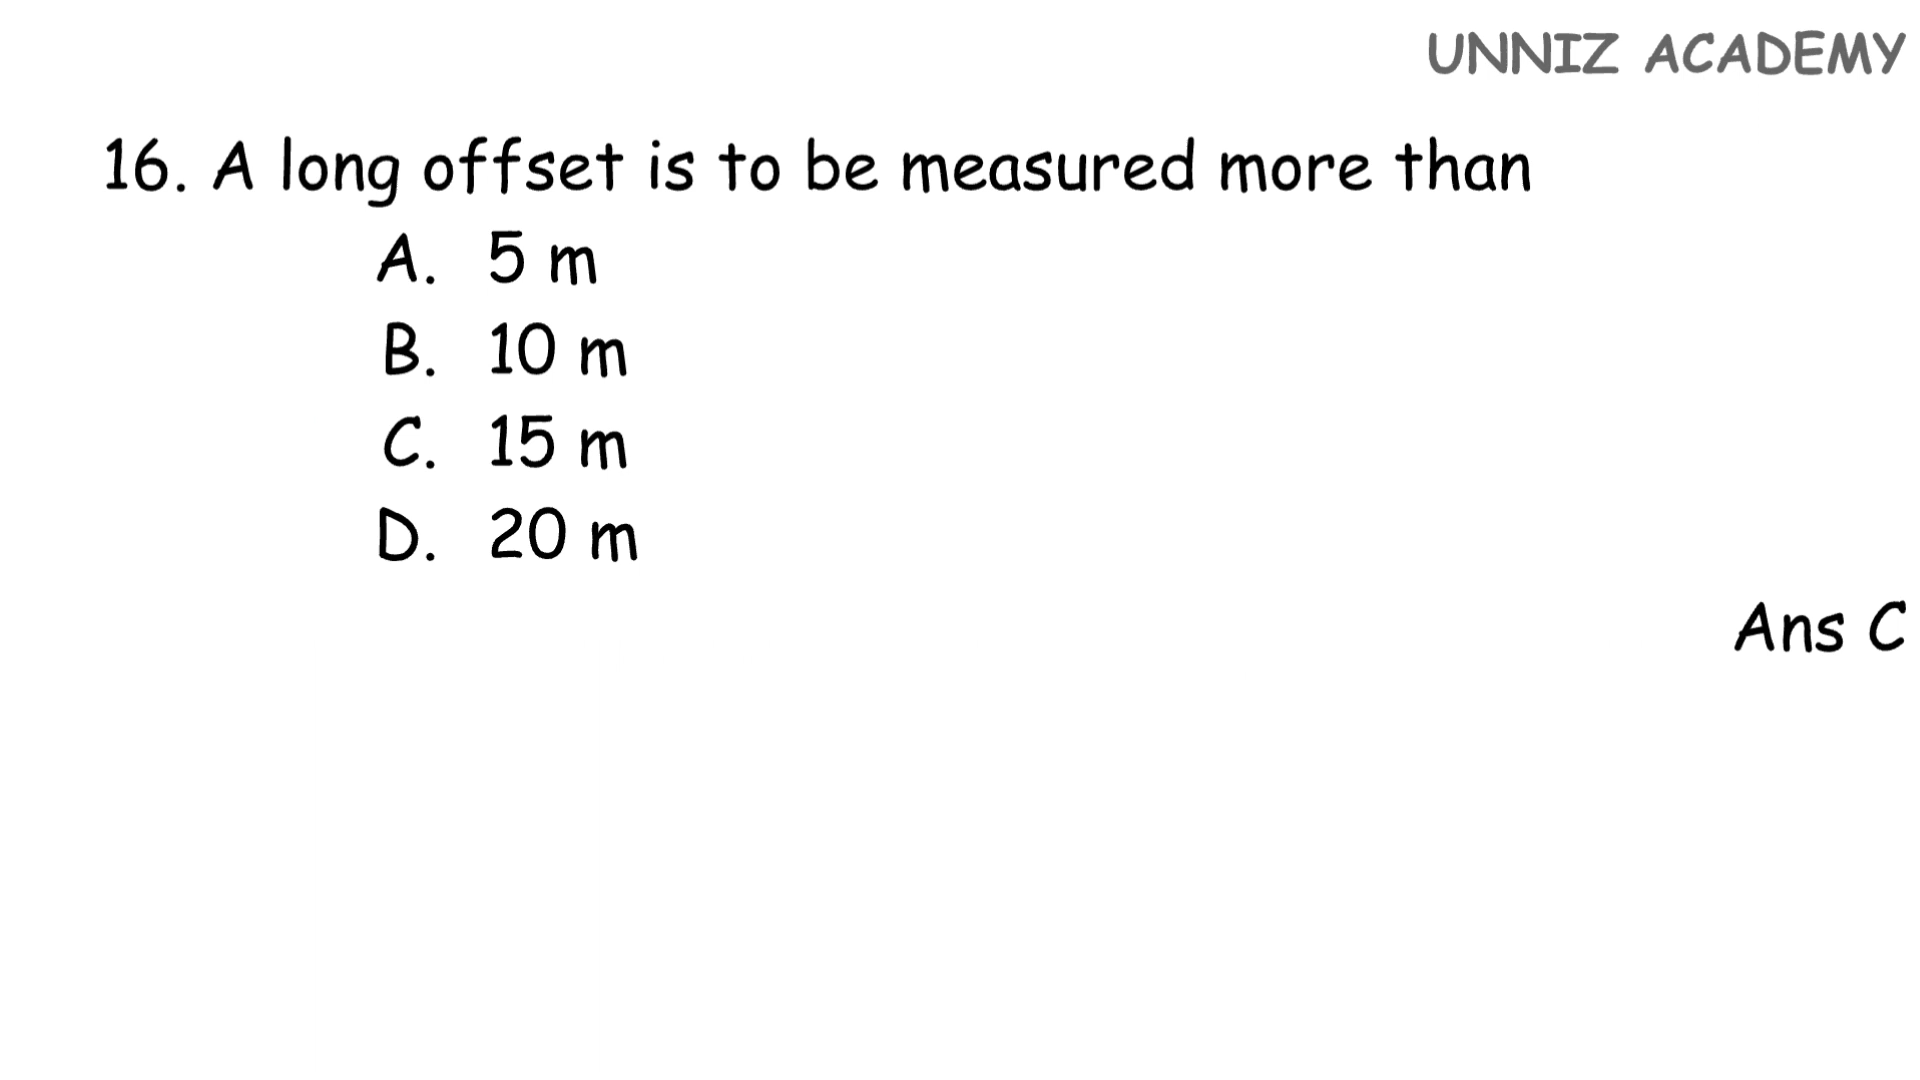 UNNIZ ACADEMY
16. A long offset is to be measured more than
A. 5 m
B. 10 m
C. 15 m
D. 20 m
Ans C